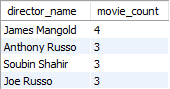 director_name movie_count
James Mangold 4
Anthony Russo 3
Soubin Shahir 3
Joe Russo 3